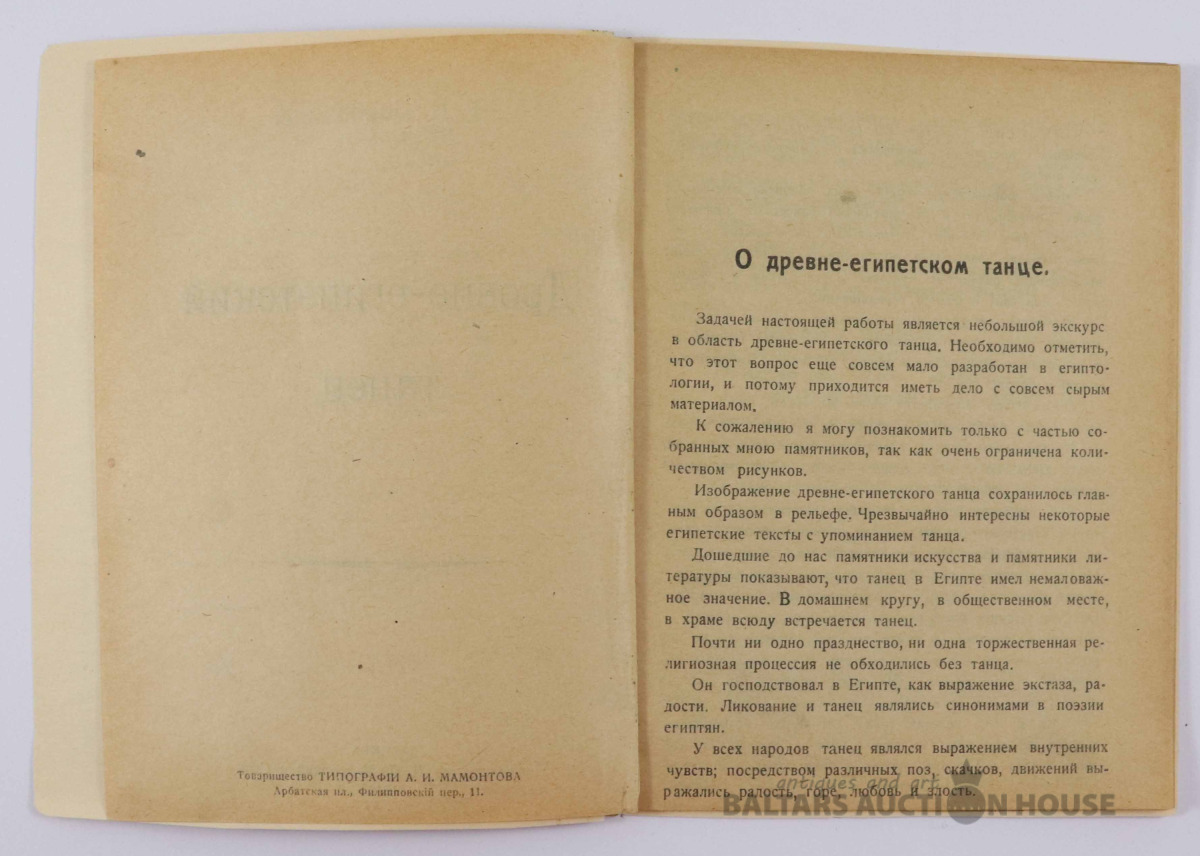 Товарищество ТИПОГРАФІИ А. И. МАМОНТОВА
Арбатская пл., Филипповскій пер., 11.
О древне-египетском танце.
Задачей настоящей работы является небольшой экскурс
в область древне-египетского танца. Необходимо отметить,
что этот вопрос еще совсем мало разработан в египто-
логии, и потому приходится иметь дело с совсем сырым
материалом.
К сожалению я могу познакомить только с частью со-
бранных мною памятников, так как очень ограничена коли-
чеством рисунков.
Изображение древне-египетского танца сохранилось глав-
ным образом в рельефе. Чрезвычайно интересны некоторые
египетские тексты с упоминанием танца.
Дошедшие до нас памятники искусства и памятники ли-
тературы показывают, что танец в Египте имел немаловаж-
ное значение. В домашнем кругу, в общественном месте,
в храме всюду встречается танец.
Почти ни одно празднество, ни одна торжественная ре-
лигиозная процессия не обходились без танца.
Он господствовал в Египте, как выражение экстаза, ра-
дости. Ликование и танец являлись синонимами в поэзии
египтян.
У всех народов танец являлся выражением внутренних
чувств; посредством различных поз, скачков, движений вы-
ражались радость, горе, любовь и злость.
antiques and art
BALTARS AUCTION HOUSE